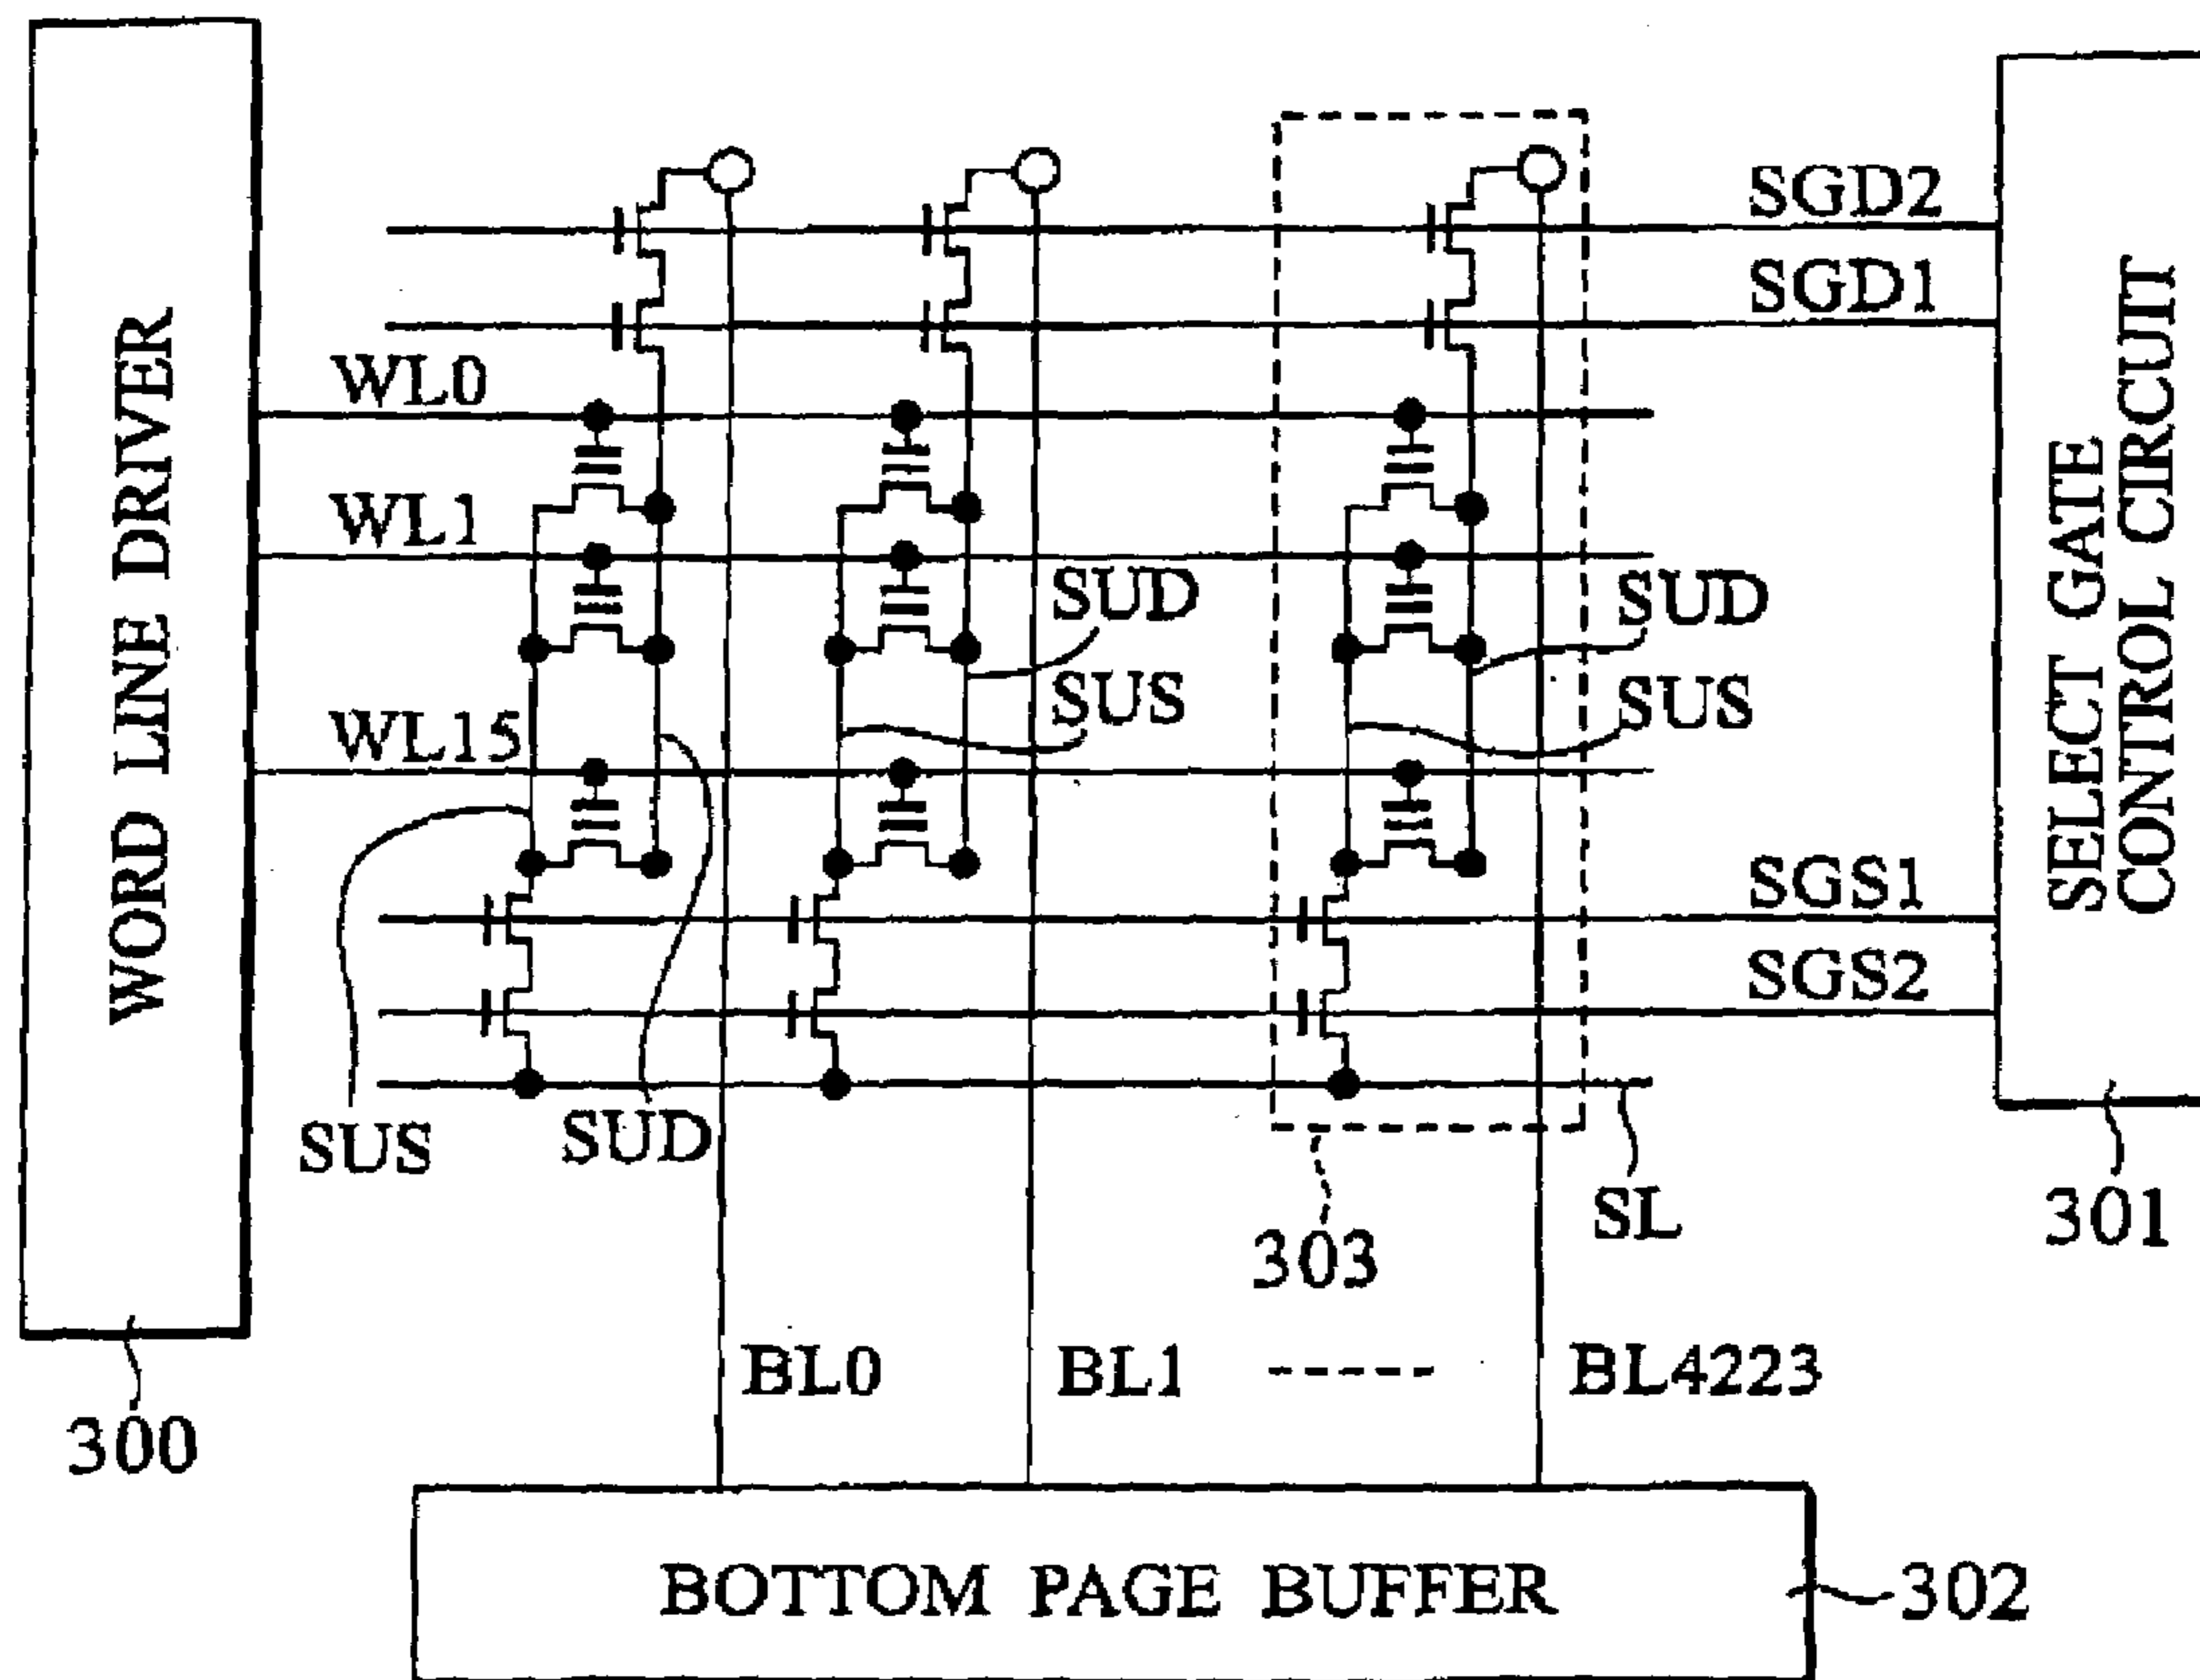 WORD LINE DRIVER
SGD2
SGD1
SELECT GATE
CONTROL CIRCUIT
WL0
WL1
SUD
SUD
SUS
SUS
WL15
SGS1
SGS2
SUS
SUD
SL
301
303
BL0
BL1
BL4223
300
BOTTOM PAGE BUFFER
302